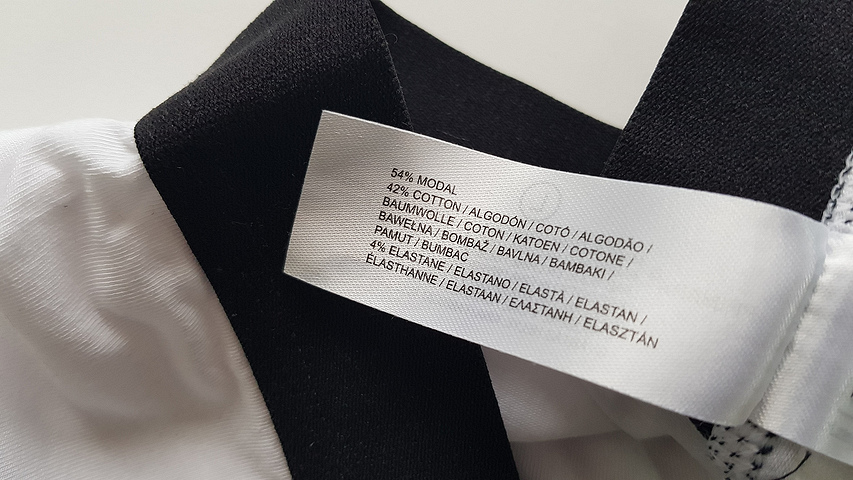 54% MODAL
42% COTTON / ALGODÓN / COTÓ / ALGODÃO /
BAUMWOLLE / COTON / KATOEN / COTONE /
BAWEŁNA / BOMBAŽ / BAVLNA / BAMBAKI /
PAMUT / BUMBAC
4% ELASTANE / ELASTANO / ELASTÀ / ELASTAN /
ÉLASTHANNE / ELASTAAN / ΕΛΑΣΤΑΝΗ / ELASZTÁN